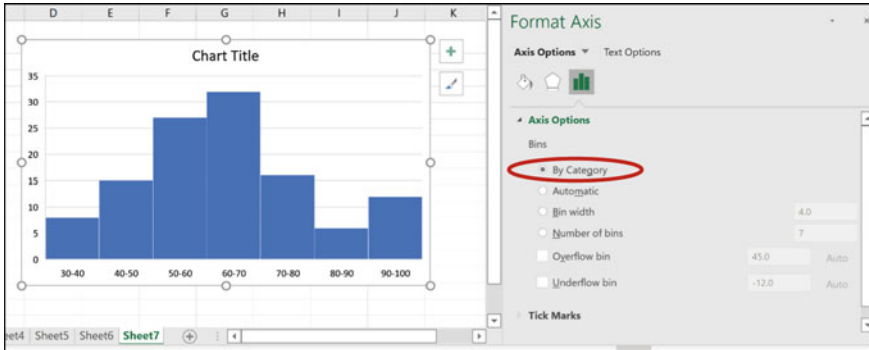 D E F G H I J K
Chart Title
35
30
25
20
15
10
5
0
30-40 40-50 50-60 60-70 70-80 80-90 90-100
Sheet5 Sheet6 Sheet7
Format Axis
Axis Options Text Options
Axis Options
Bins
By Category
Automatic
Bin width 4.0
Number of bins 7
Overflow bin 45.0 Auto
Underflow bin -12.0 Auto
Tick Marks